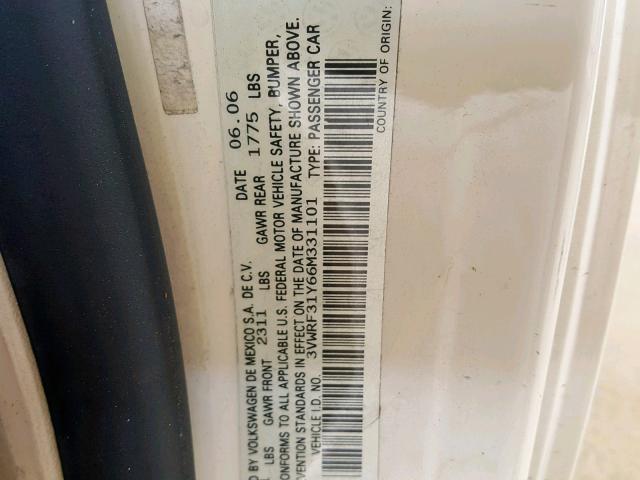 D BY VOLKSWAGEN DE MEXICO S.A. DE C.V. DATE 06.06
LBS GAWR FRONT 2311 LBS GAWR REAR 1775 LBS
CONFORMS TO ALL APPLICABLE U.S. FEDERAL MOTOR VEHICLE SAFETY, BUMPER,
VENTION STANDARDS IN EFFECT ON THE DATE OF MANUFACTURE SHOWN ABOVE.
VEHICLE I.D. NO. 3VWRF31Y66M331101 TYPE: PASSENGER CAR
COUNTRY OF ORIGIN: